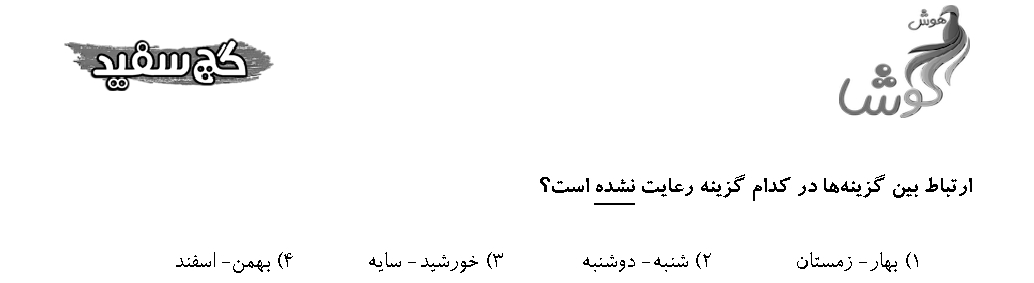 هوش
گوشا
گچ سفید
ارتباط بین گزینه‌ها در کدام گزینه رعایت نشده است؟
۱) بهار- زمستان ۲) شنبه- دوشنبه ۳) خورشید- سایه ۴) بهمن- اسفند